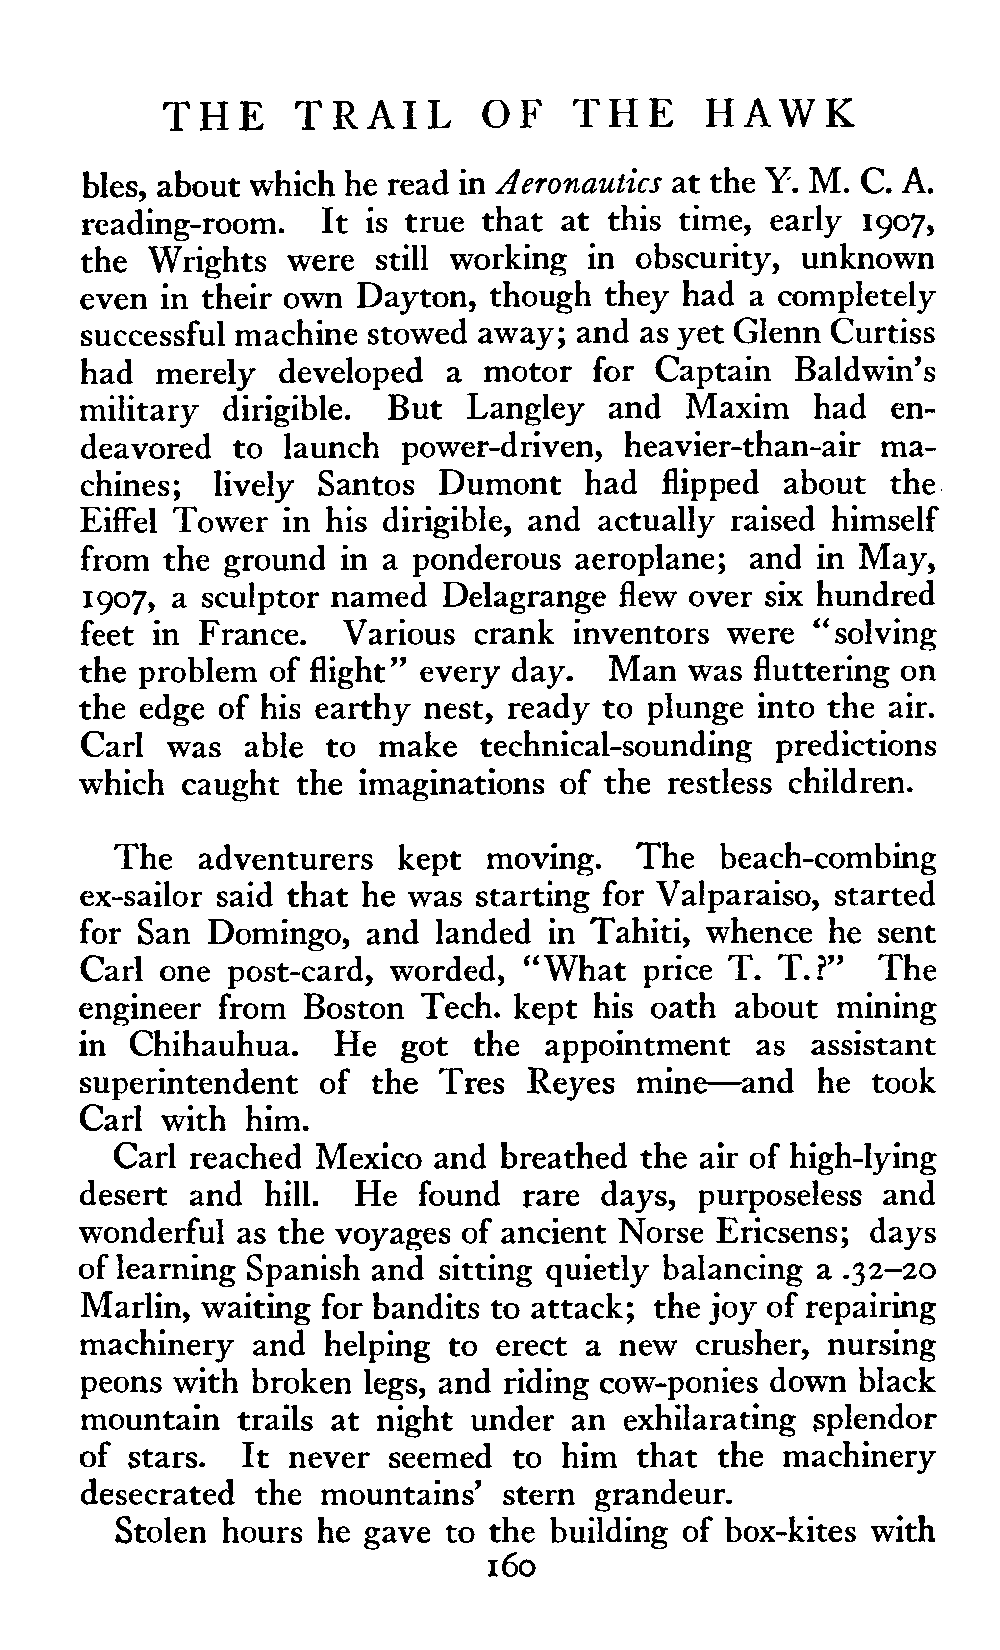 THE TRAIL OF THE HAWK
bles, about which he read in Aeronautics at the Y. M. C. A.
reading-room. It is true that at this time, early 1907,
the Wrights were still working in obscurity, unknown
even in their own Dayton, though they had a completely
successful machine stowed away; and as yet Glenn Curtiss
had merely developed a motor for Captain Baldwin's
military dirigible. But Langley and Maxim had en-
deavored to launch power-driven, heavier-than-air ma-
chines; lively Santos Dumont had flipped about the
Eiffel Tower in his dirigible, and actually raised himself
from the ground in a ponderous aeroplane; and in May,
1907, a sculptor named Delagrange flew over six hundred
feet in France. Various crank inventors were "solving
the problem of flight" every day. Man was fluttering on
the edge of his earthy nest, ready to plunge into the air.
Carl was able to make technical-sounding predictions
which caught the imaginations of the restless children.
The adventurers kept moving. The beach-combing
ex-sailor said that he was starting for Valparaiso, started
for San Domingo, and landed in Tahiti, whence he sent
Carl one post-card, worded, "What price T. T.?" The
engineer from Boston Tech. kept his oath about mining
in Chihauhua. He got the appointment as assistant
superintendent of the Tres Reyes mine—and he took
Carl with him.
Carl reached Mexico and breathed the air of high-lying
desert and hill. He found rare days, purposeless and
wonderful as the voyages of ancient Norse Ericsens; days
of learning Spanish and sitting quietly balancing a .32-20
Marlin, waiting for bandits to attack; the joy of repairing
machinery and helping to erect a new crusher, nursing
peons with broken legs, and riding cow-ponies down black
mountain trails at night under an exhilarating splendor
of stars. It never seemed to him that the machinery
desecrated the mountains' stern grandeur.
Stolen hours he gave to the building of box-kites with
160